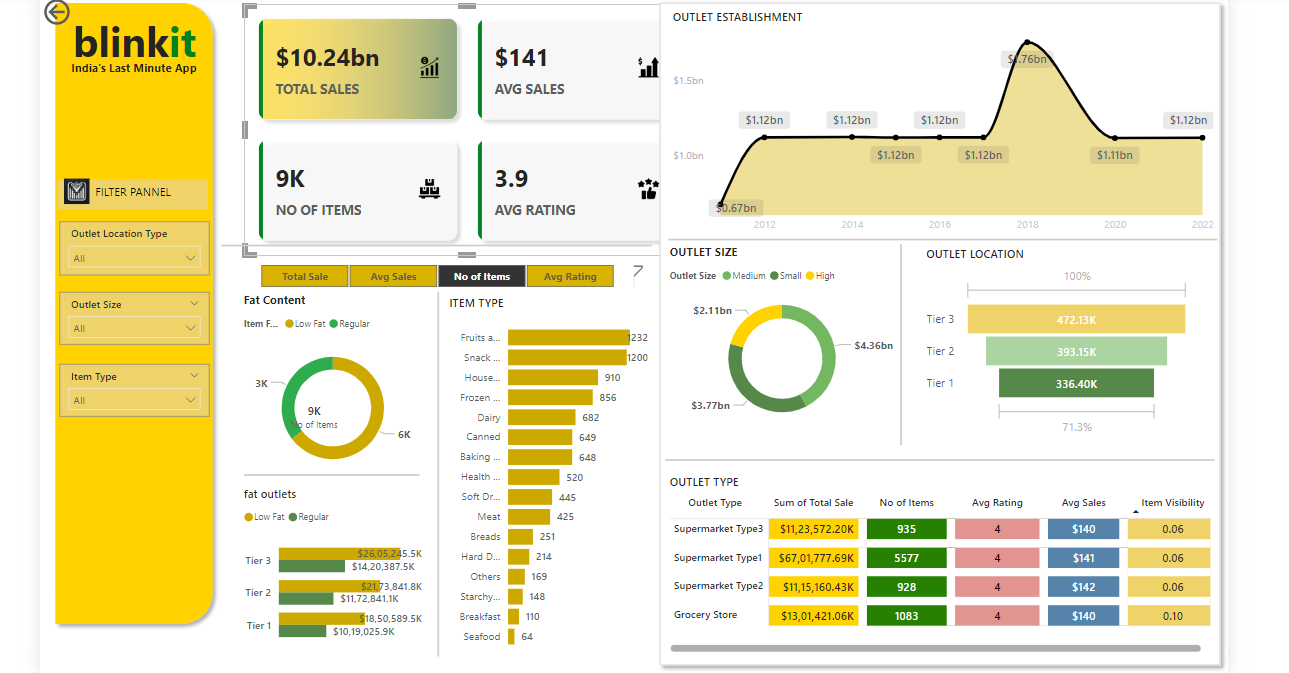 blinkit
India's Last Minute App
FILTER PANNEL
Outlet Location Type
All
Outlet Size
All
Item Type
All
$10.24bn
TOTAL SALES
$141
AVG SALES
9K
NO OF ITEMS
3.9
AVG RATING
Total Sale
Avg Sales
No of Items
Avg Rating
Fat Content
Item F... Low Fat Regular
3K
9K
No of Items
6K
fat outlets
Low Fat Regular
Tier 3 $26,05,245.5K
$14,20,387.5K
Tier 2 $21,73,841.8K
$11,72,841.1K
Tier 1 $18,50,589.5K
$10,19,025.9K
ITEM TYPE
Fruits a... 1232
Snack ... 1200
House... 910
Frozen ... 856
Dairy 682
Canned 649
Baking ... 648
Health ... 520
Soft Dr... 445
Meat 425
Breads 251
Hard D... 214
Others 169
Starchy... 148
Breakfast 110
Seafood 64
OUTLET ESTABLISHMENT
$1.5bn
$1.0bn
$0.67bn
$1.12bn
$1.12bn
$1.12bn
$1.12bn
$1.12bn
$1.76bn
$1.11bn
$1.12bn
2012 2014 2016 2018 2020 2022
OUTLET SIZE
Outlet Size Medium Small High
$2.11bn
$4.36bn
$3.77bn
OUTLET LOCATION
100%
Tier 3 472.13K
Tier 2 393.15K
Tier 1 336.40K
71.3%
OUTLET TYPE
Outlet Type Sum of Total Sale No of Items Avg Rating Avg Sales Item Visibility
Supermarket Type3 $11,23,572.20K 935 4 $140 0.06
Supermarket Type1 $67,01,777.69K 5577 4 $141 0.06
Supermarket Type2 $11,15,160.43K 928 4 $142 0.06
Grocery Store $13,01,421.06K 1083 4 $140 0.10